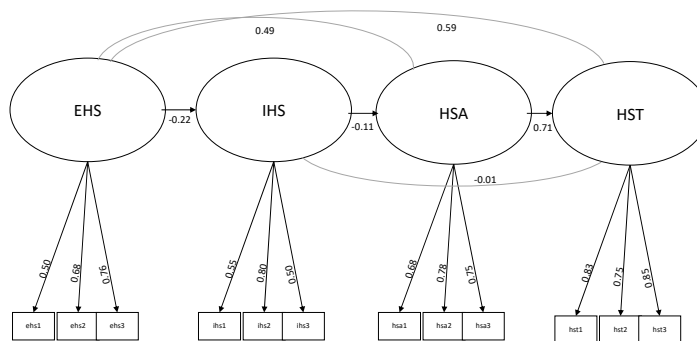 0.49
0.59
EHS
IHS
HSA
HST
-0.22
-0.11
0.71
-0.01
0.50
0.68
0.76
0.55
0.80
0.50
0.68
0.78
0.75
0.83
0.75
0.85
ehs1
ehs2
ehs3
ihs1
ihs2
ihs3
hsa1
hsa2
hsa3
hst1
hst2
hst3